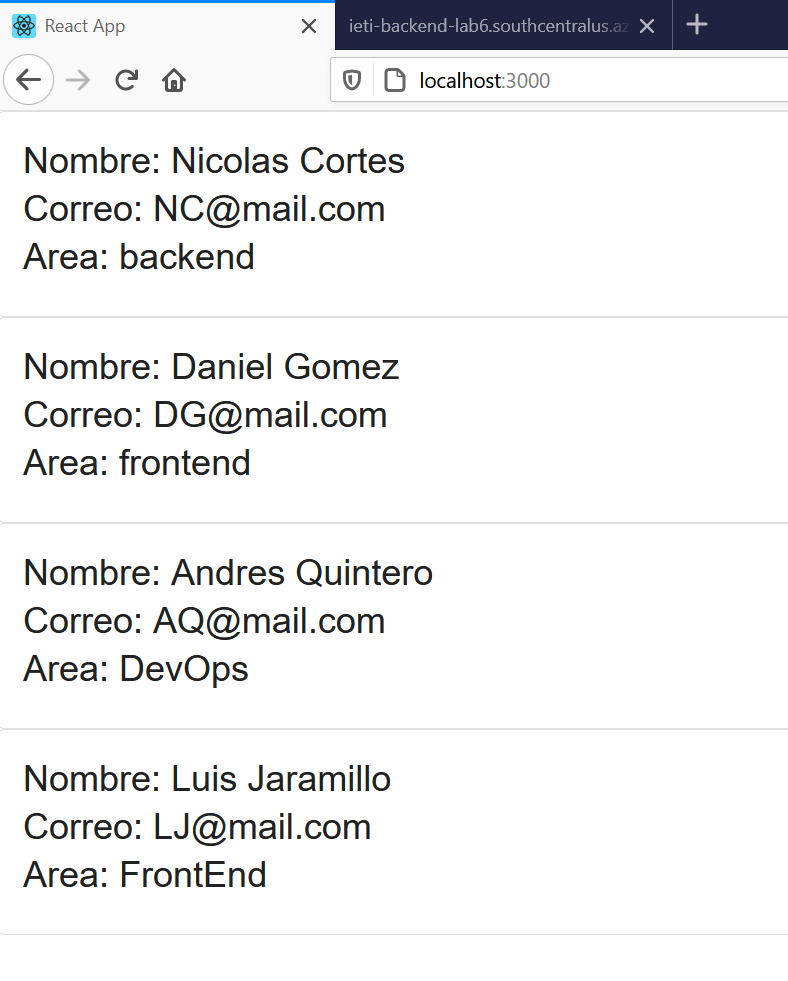 React App
ieti-backend-lab6.southcentralus.az
localhost:3000
Nombre: Nicolas Cortes
Correo: NC@mail.com
Area: backend
Nombre: Daniel Gomez
Correo: DG@mail.com
Area: frontend
Nombre: Andres Quintero
Correo: AQ@mail.com
Area: DevOps
Nombre: Luis Jaramillo
Correo: LJ@mail.com
Area: FrontEnd